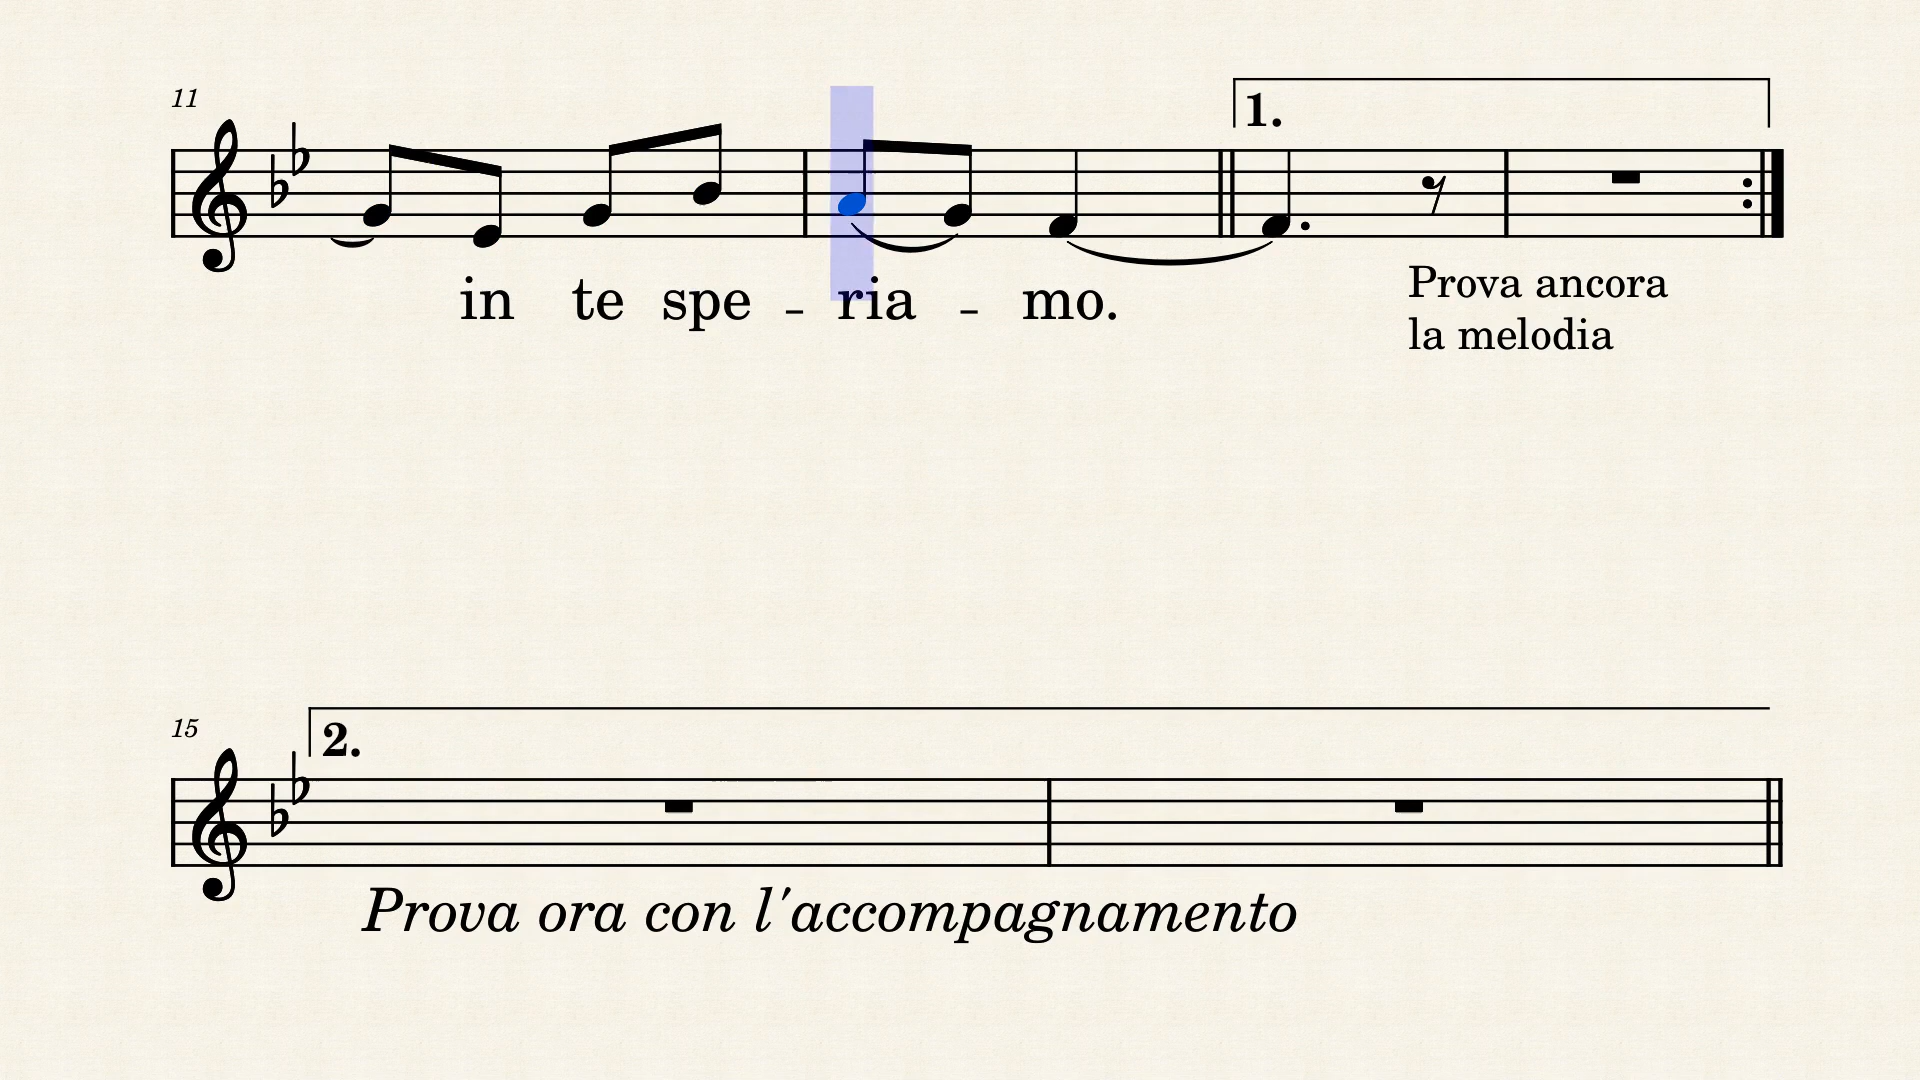 11
1.
in te spe - ria - mo.
Prova ancora
la melodia
15
2.
Prova ora con l'accompagnamento